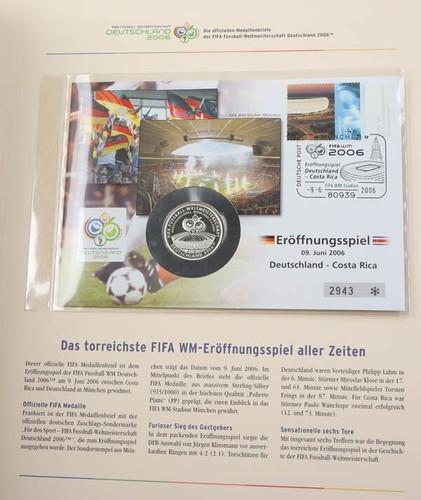 FIFA FUSSBALL-WELTMEISTERSCHAFT
DEUTSCHLAND
2006
Die offiziellen Medaillenbriefe
der FIFA Fussball-Weltmeisterschaft Deutschland 2006™
FIFA WM-Stadion München
MÜNCHEN
DEUTSCHE POST
FIFA WM
2006
Eröffnungsspiel
Deutschland
- Costa Rica
FIFA WM Stadion
- 9.-6. 2006
80939
FIFA FUSSBALL-WELTMEISTERSCHAFT
DEUTSCHLAND 2006
Eröffnungsspiel
09. Juni 2006
Deutschland - Costa Rica
2943
Das torreichste FIFA WM-Eröffnungsspiel aller Zeiten
Dieser offizielle FIFA Medaillenbrief ist dem
Eröffnungsspiel der FIFA Fussball-WM Deutsch-
land 2006™ am 9. Juni 2006 zwischen Costa
Rica und Deutschland in München gewidmet.
Offizielle FIFA Medaille
Frankiert ist der FIFA Medaillenbrief mit der
offiziellen deutschen Zuschlags-Sondermarke
„Für den Sport – FIFA Fussball-Weltmeisterschaft
Deutschland 2006™“, die zum Eröffnungsspiel
ausgegeben wurde. Der Sonderstempel aus Mün-
chen trägt das Datum vom 9. Juni 2006. Im
Mittelpunkt des Briefes steht die offizielle
FIFA Medaille, aus massivem Sterling-Silber
(925/1000) in der höchsten Qualität „Polierte
Platte“ (PP) geprägt, die einen Einblick in das
FIFA WM-Stadion München gewährt.
Furioser Sieg des Gastgebers
In dem packenden Eröffnungsspiel siegte die
DFB-Auswahl von Jürgen Klinsmann vor ausver-
kauften Rängen mit 4:2 (2:1). Torschützen für
Deutschland waren Verteidiger Philipp Lahm in
der 6. Minute, Stürmer Miroslav Klose in der 17.
und 61. Minute sowie Mittelfeldspieler Torsten
Frings in der 87. Minute. Für Costa Rica war
Stürmer Paulo Wanchope zweimal erfolgreich
(12. und 73. Minute).
Sensationelle sechs Tore
Mit insgesamt sechs Treffern war die Begegnung
das torreichste Eröffnungsspiel in der Geschich-
te der FIFA Fussball-Weltmeisterschaft.